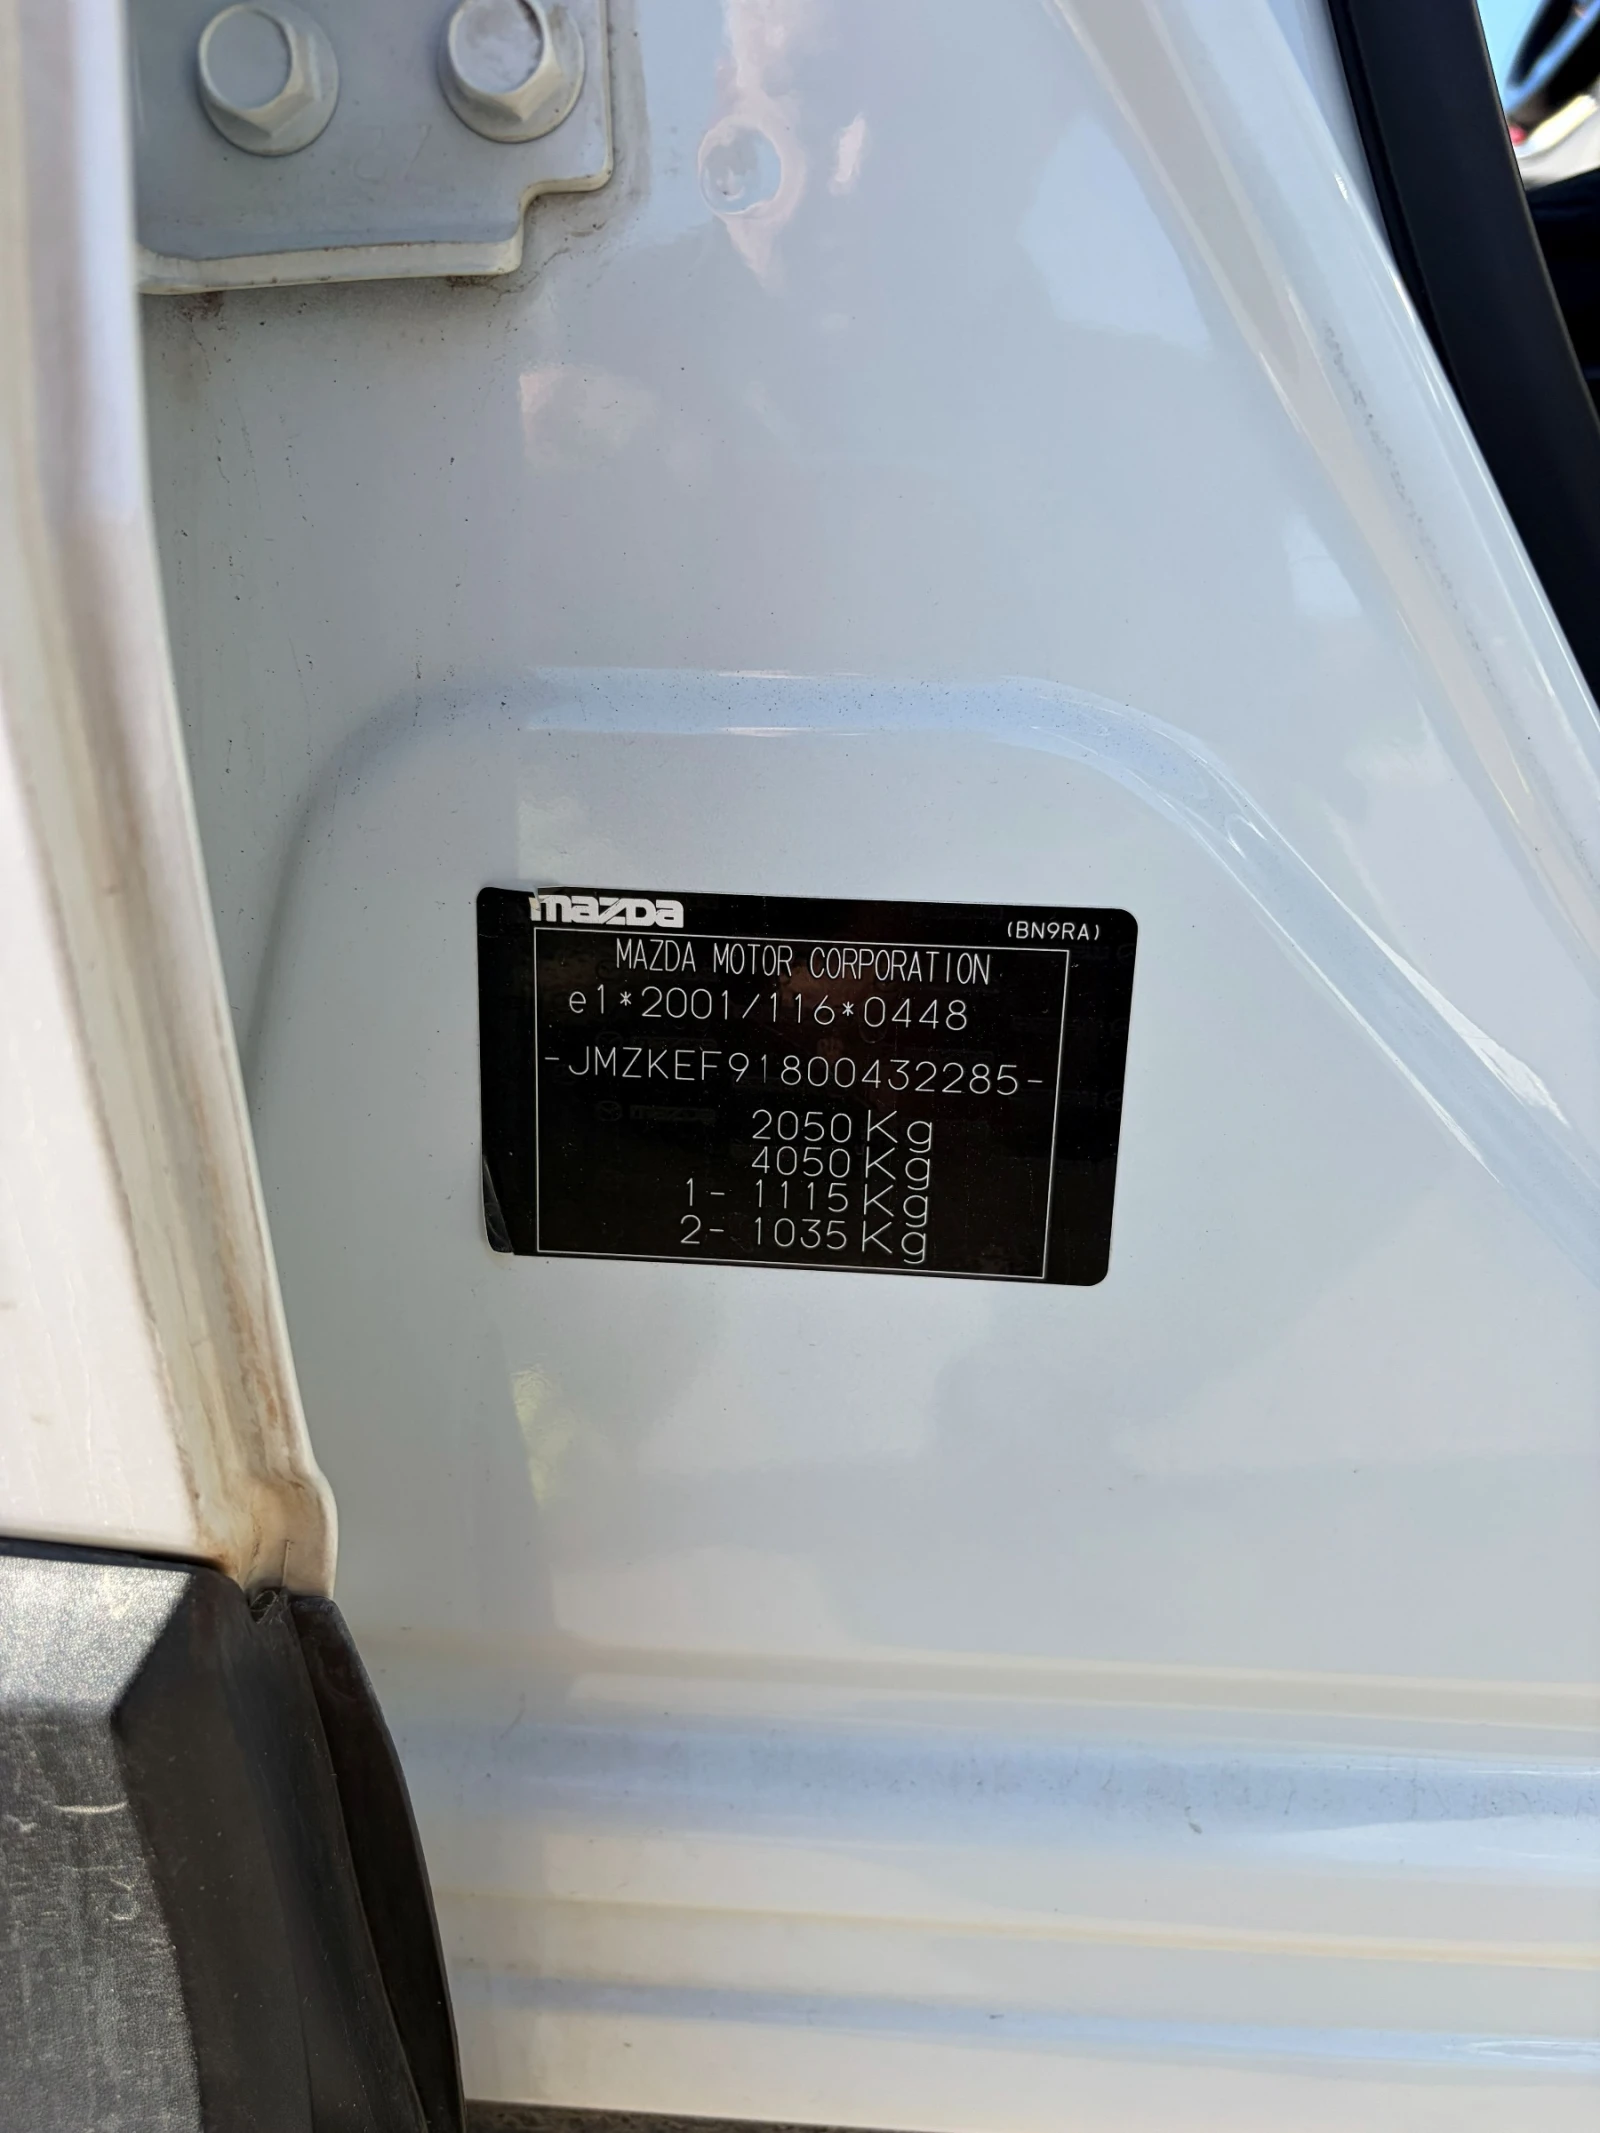 mazda
(BN9RA)
MAZDA MOTOR CORPORATION
e1*2001/116*0448
-JMZKEF91800432285-
2050Kg
4050Kg
1- 1115Kg
2- 1035Kg